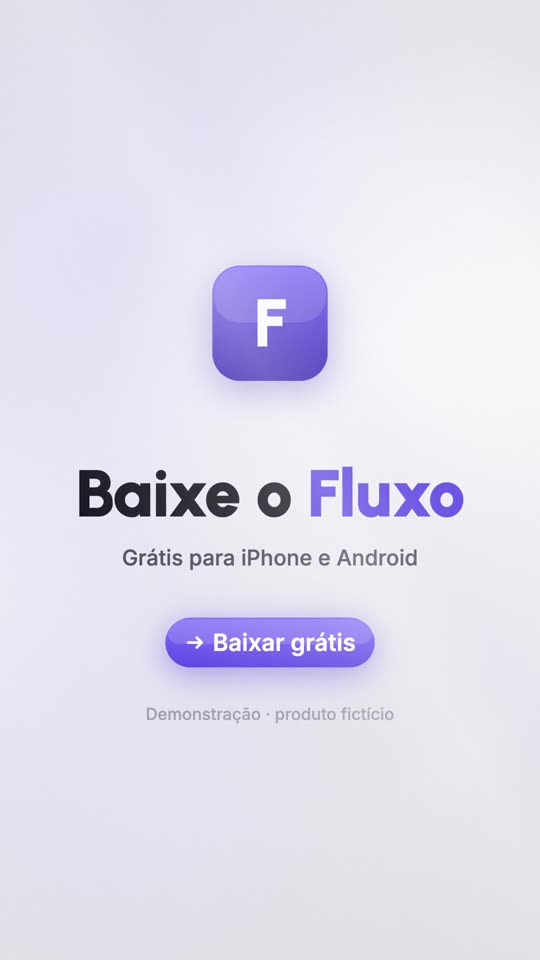 F
Baixe o Fluxo
Grátis para iPhone e Android
→ Baixar grátis
Demonstração · produto fictício